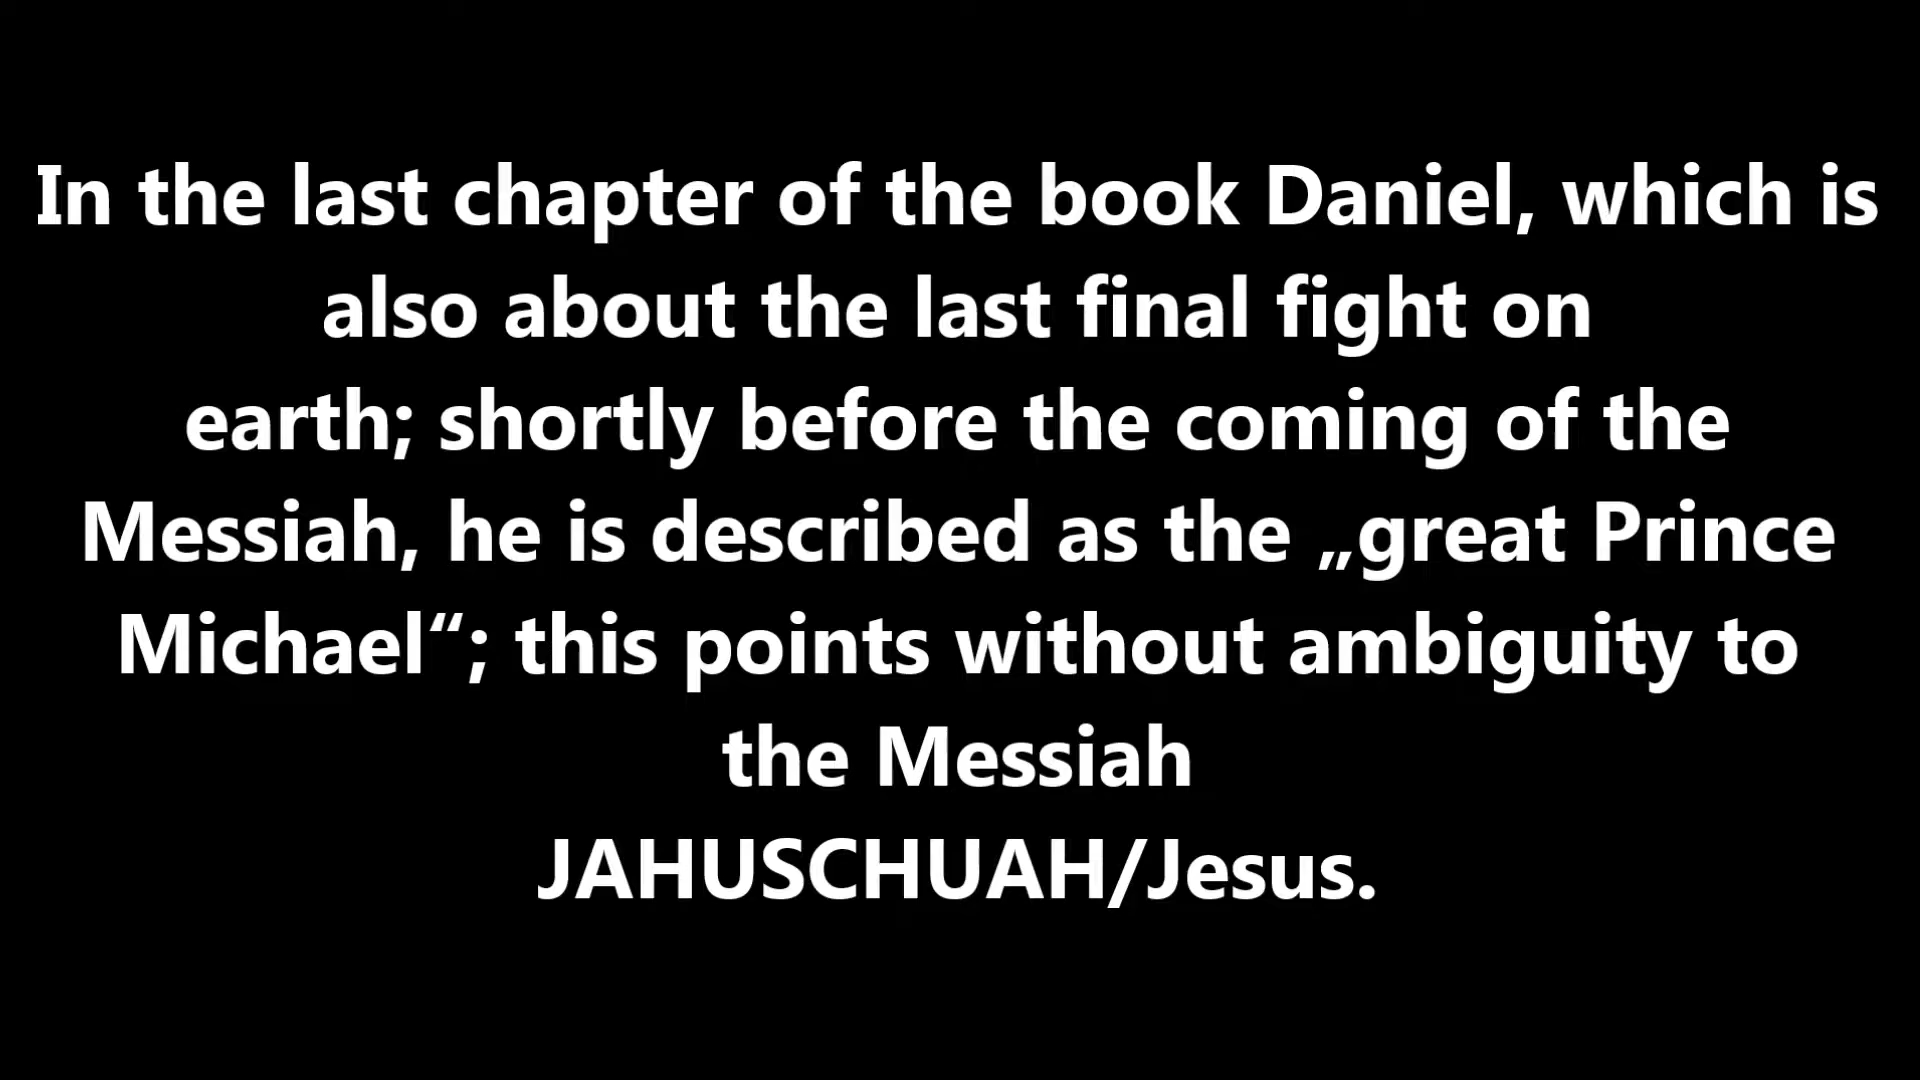 In the last chapter of the book Daniel, which is
also about the last final fight on
earth; shortly before the coming of the
Messiah, he is described as the „great Prince
Michael“; this points without ambiguity to
the Messiah
JAHUSCHUAH/Jesus.